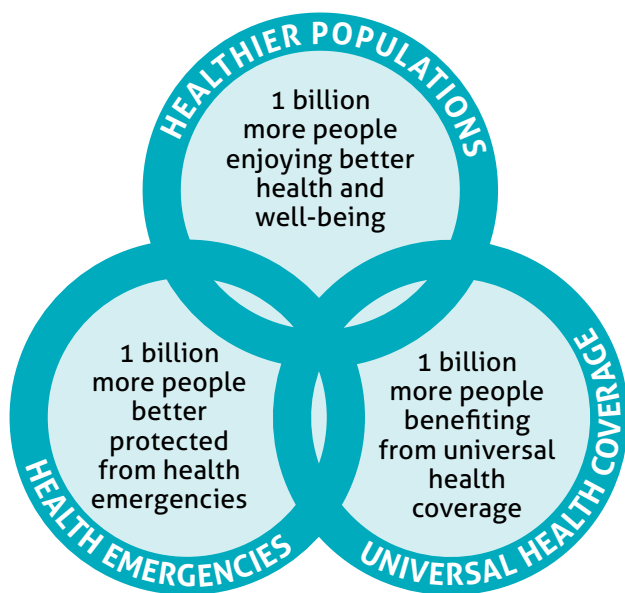 HEALTHIER POPULATIONS
1 billion
more people
enjoying better
health and
well-being
1 billion
more people
better
protected
from health
emergencies
HEALTH EMERGENCIES
1 billion
more people
benefiting
from universal
health
coverage
UNIVERSAL HEALTH COVERAGE